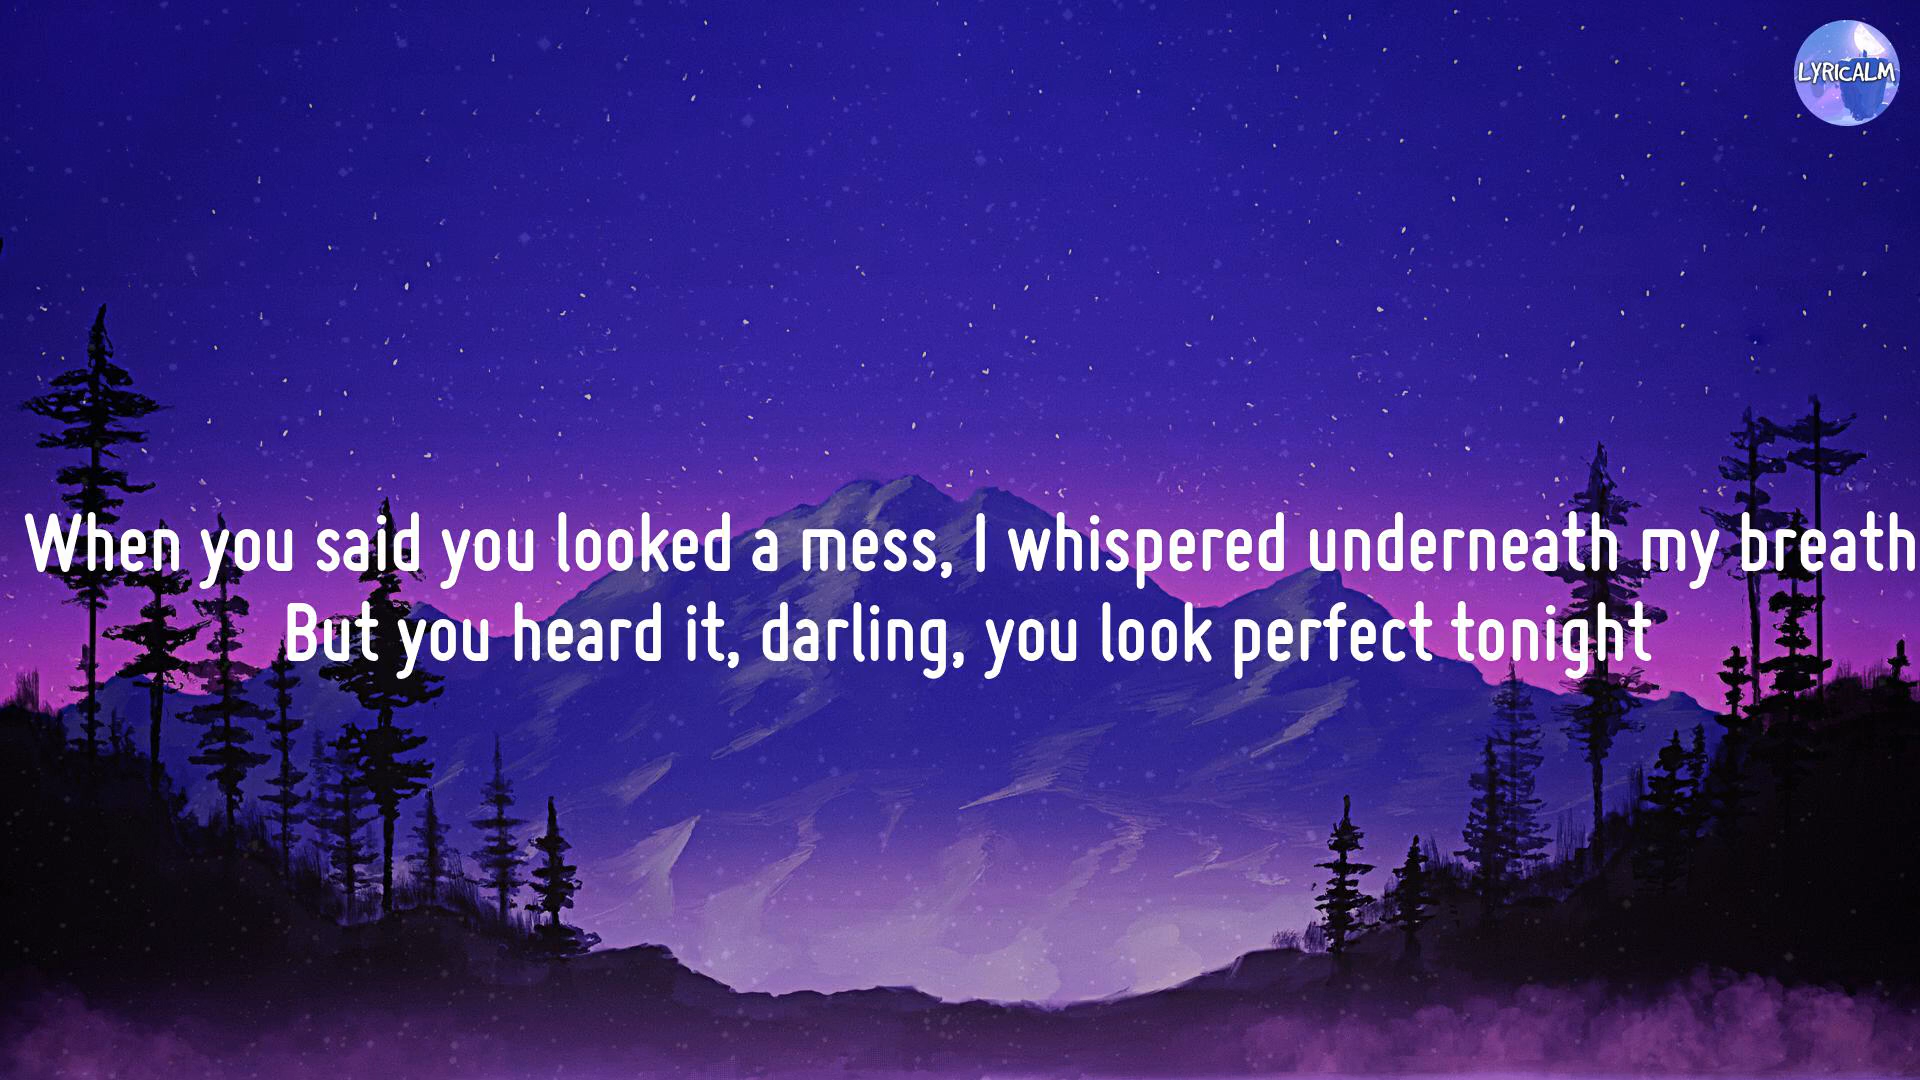 LYRICALM
When you said you looked a mess, I whispered underneath my breath
But you heard it, darling, you look perfect tonight